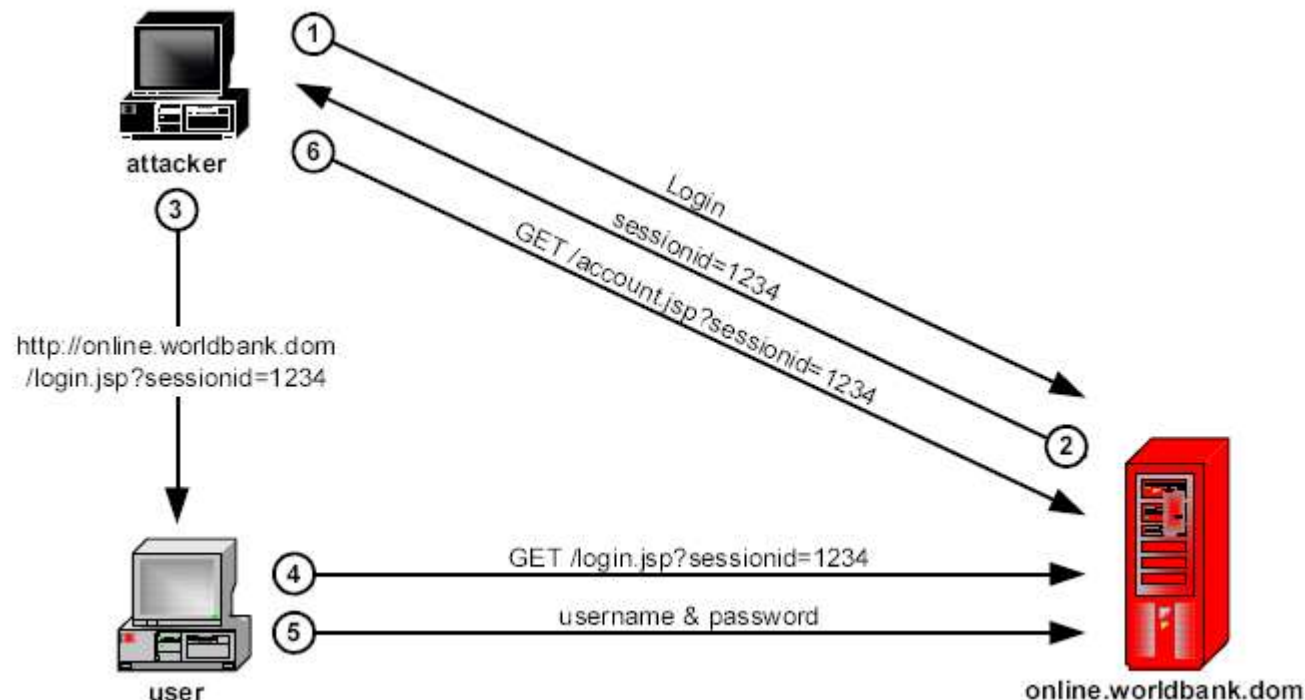 1
attacker
6
3
Login
sessionid=1234
GET /account.jsp?sessionid=1234
http://online.worldbank.dom
/login.jsp?sessionid=1234
2
4
GET /login.jsp?sessionid=1234
5
username & password
user
online.worldbank.dom